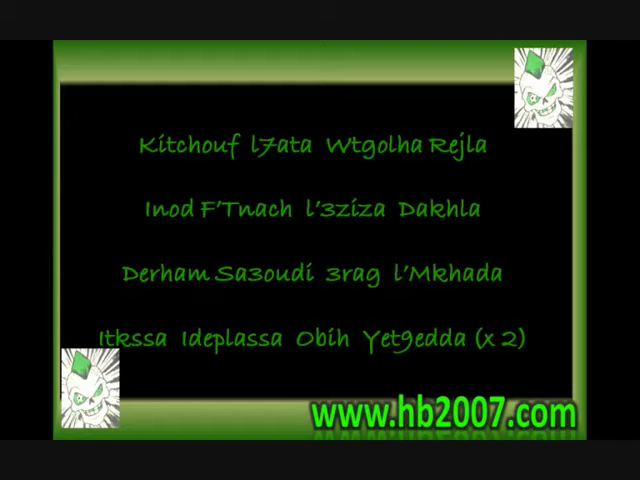 Kitchouf l7ata Wtgolha Rejla
Inod F'Tnach l'3ziza Dakhla
Derham Sa3oudi 3rag l'Mkhada
Itkssa Ideplassa Obih Yetgedda (x 2)
www.hb2007.com